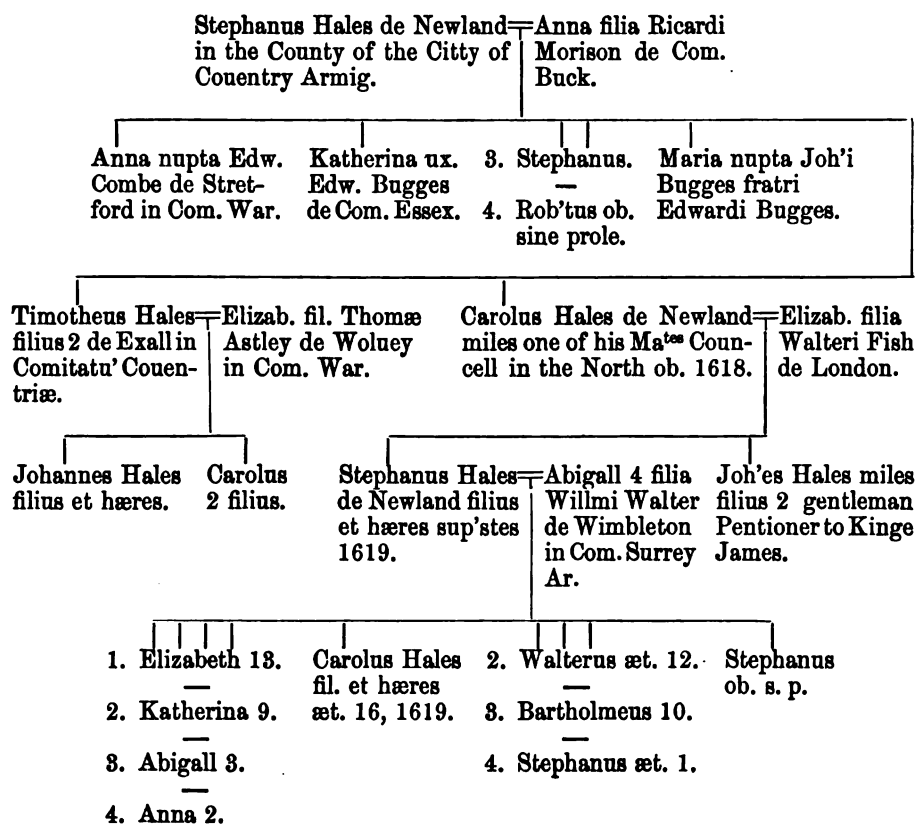 Stephanus Hales de Newland
in the County of the Citty of
Couentry Armig.
Anna filia Ricardi
Morison de Com.
Buck.
Anna nupta Edw.
Combe de Stret-
ford in Com. War.
Katherina ux.
Edw. Bugges
de Com. Essex.
3. Stephanus.
4. Rob'tus ob.
sine prole.
Maria nupta Joh'i
Bugges fratri
Edwardi Bugges.
Timotheus Hales
filius 2 de Exall in
Comitatu' Couen-
triæ.
Elizab. fil. Thomæ
Astley de Woluey
in Com. War.
Carolus Hales de Newland
miles one of his Maᵗᵉˢ Coun-
cell in the North ob. 1618.
Elizab. filia
Walteri Fish
de London.
Johannes Hales
filius et hæres.
Carolus
2 filius.
Stephanus Hales
de Newland filius
et hæres sup'stes
1619.
Abigall 4 filia
Willmi Walter
de Wimbleton
in Com. Surrey
Ar.
Joh'es Hales miles
filius 2 gentleman
Pentioner to Kinge
James.
1. Elizabeth 13.
2. Katherina 9.
3. Abigall 3.
4. Anna 2.
Carolus Hales
fil. et hæres
æt. 16, 1619.
2. Walterus æt. 12.
3. Bartholmeus 10.
4. Stephanus æt. 1.
Stephanus
ob. s. p.